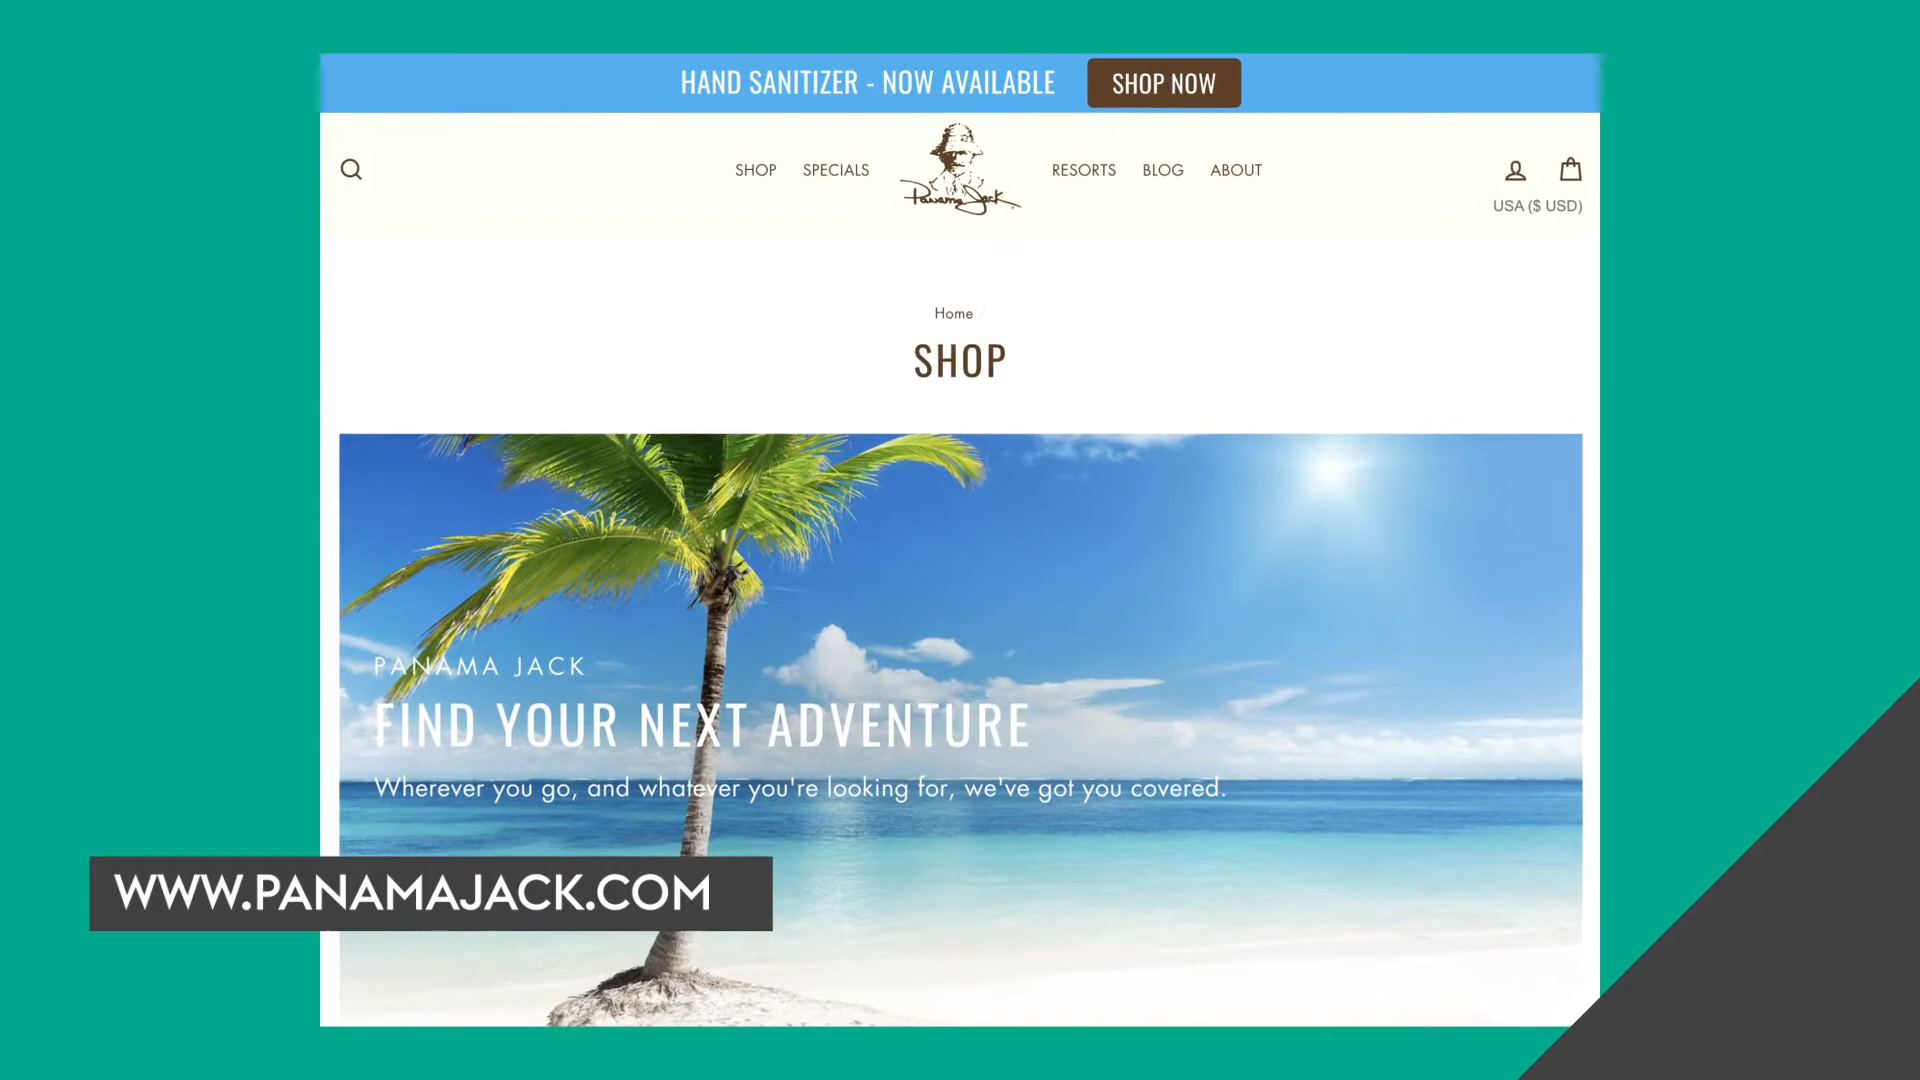 HAND SANITIZER - NOW AVAILABLE SHOP NOW
SHOP SPECIALS Panama Jack RESORTS BLOG ABOUT
USA ($ USD)
Home /
SHOP
PANAMA JACK
FIND YOUR NEXT ADVENTURE
Wherever you go, and whatever you're looking for, we've got you covered.
WWW.PANAMAJACK.COM